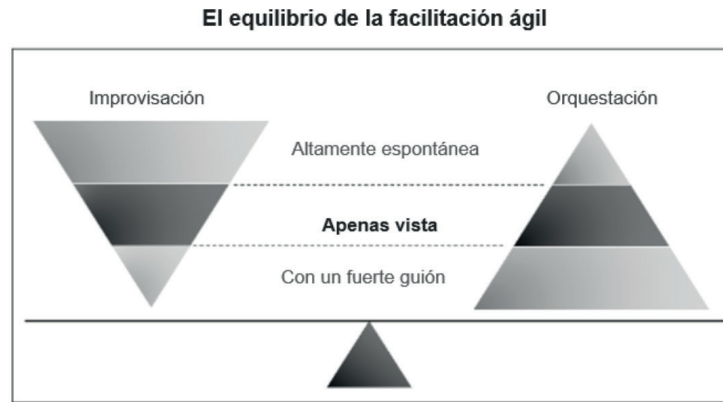 El equilibrio de la facilitación ágil
Improvisación
Orquestación
Altamente espontánea
Apenas vista
Con un fuerte guión